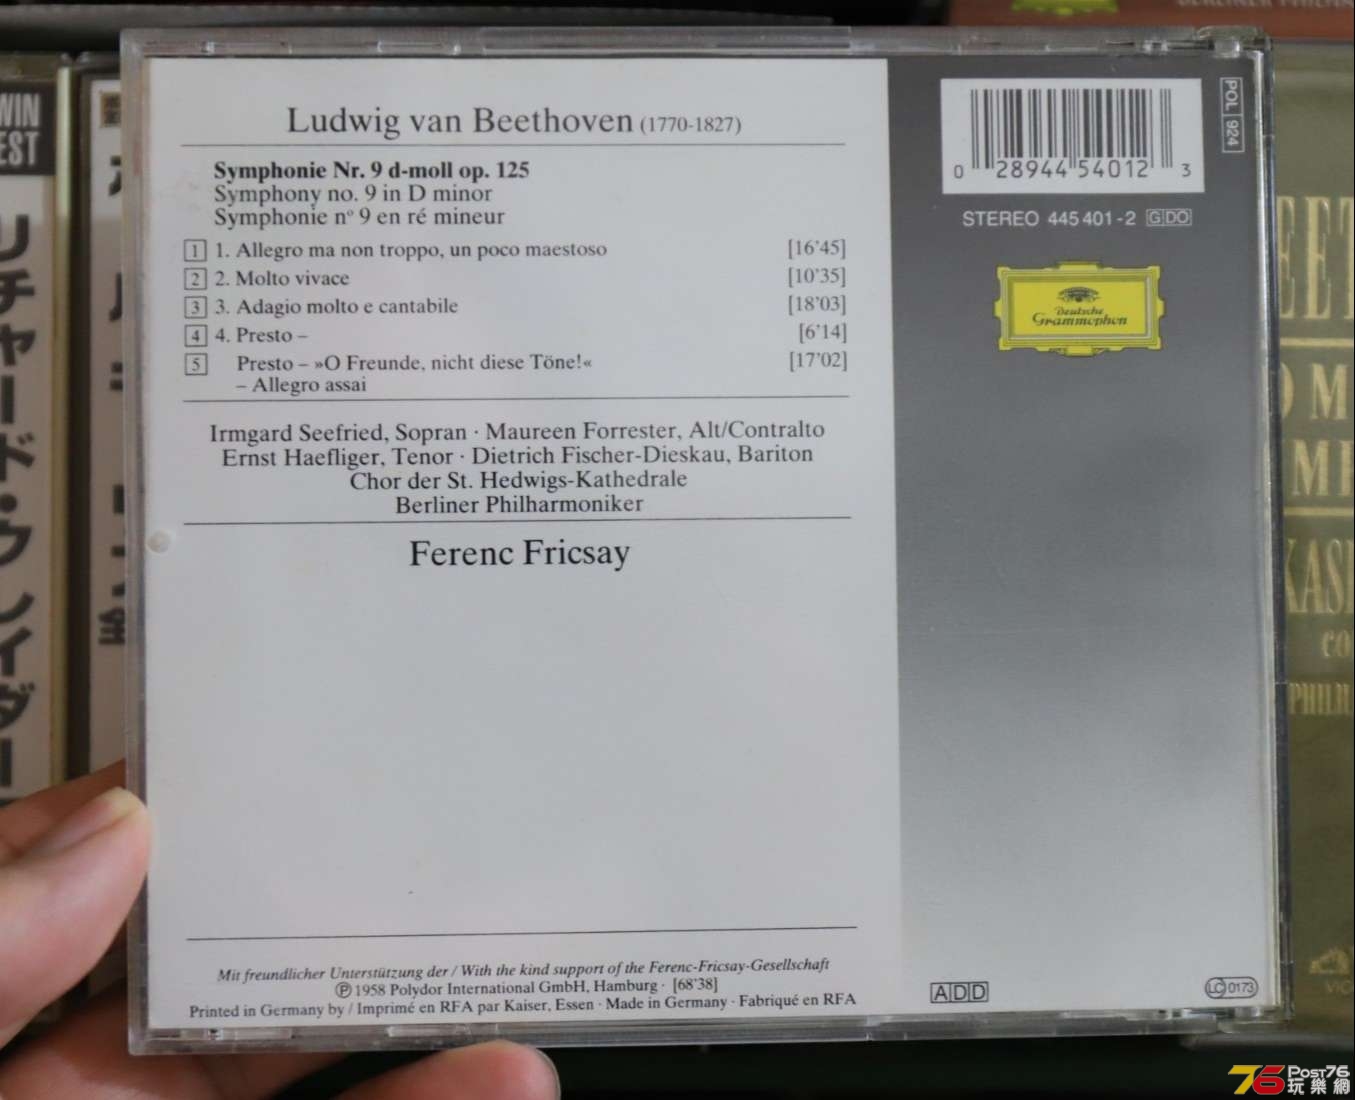 Ludwig van Beethoven (1770-1827)
Symphonie Nr. 9 d-moll op. 125
Symphony no. 9 in D minor
Symphonie n° 9 en ré mineur
1 1. Allegro ma non troppo, un poco maestoso [16'45]
2 2. Molto vivace [10'35]
3 3. Adagio molto e cantabile [18'03]
4 4. Presto – [6'14]
5 Presto – »O Freunde, nicht diese Töne!« [17'02]
– Allegro assai
Irmgard Seefried, Sopran · Maureen Forrester, Alt/Contralto
Ernst Haefliger, Tenor · Dietrich Fischer-Dieskau, Bariton
Chor der St. Hedwigs-Kathedrale
Berliner Philharmoniker
Ferenc Fricsay
Mit freundlicher Unterstützung der / With the kind support of the Ferenc-Fricsay-Gesellschaft
℗ 1958 Polydor International GmbH, Hamburg · [68'38]
Printed in Germany by / Imprimé en RFA par Kaiser, Essen · Made in Germany · Fabriqué en RFA
0 28944 54012 3
POL 924
STEREO 445 401-2 GDO
Deutsche
Grammophon
ADD
LC 0173
リチャード・クレイダー
Post76
玩樂網